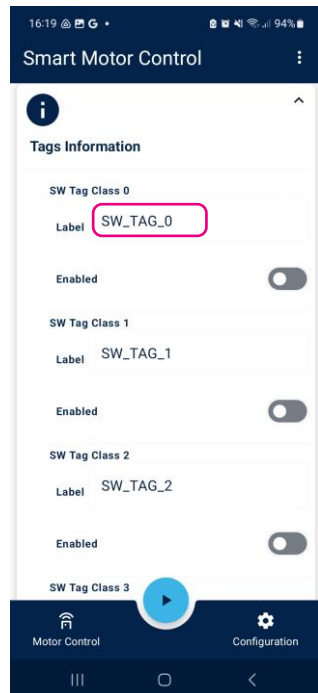 16:19 G • 94%
Smart Motor Control
i
Tags Information
SW Tag Class 0
Label SW_TAG_0
Enabled
SW Tag Class 1
Label SW_TAG_1
Enabled
SW Tag Class 2
Label SW_TAG_2
Enabled
SW Tag Class 3
Motor Control Configuration